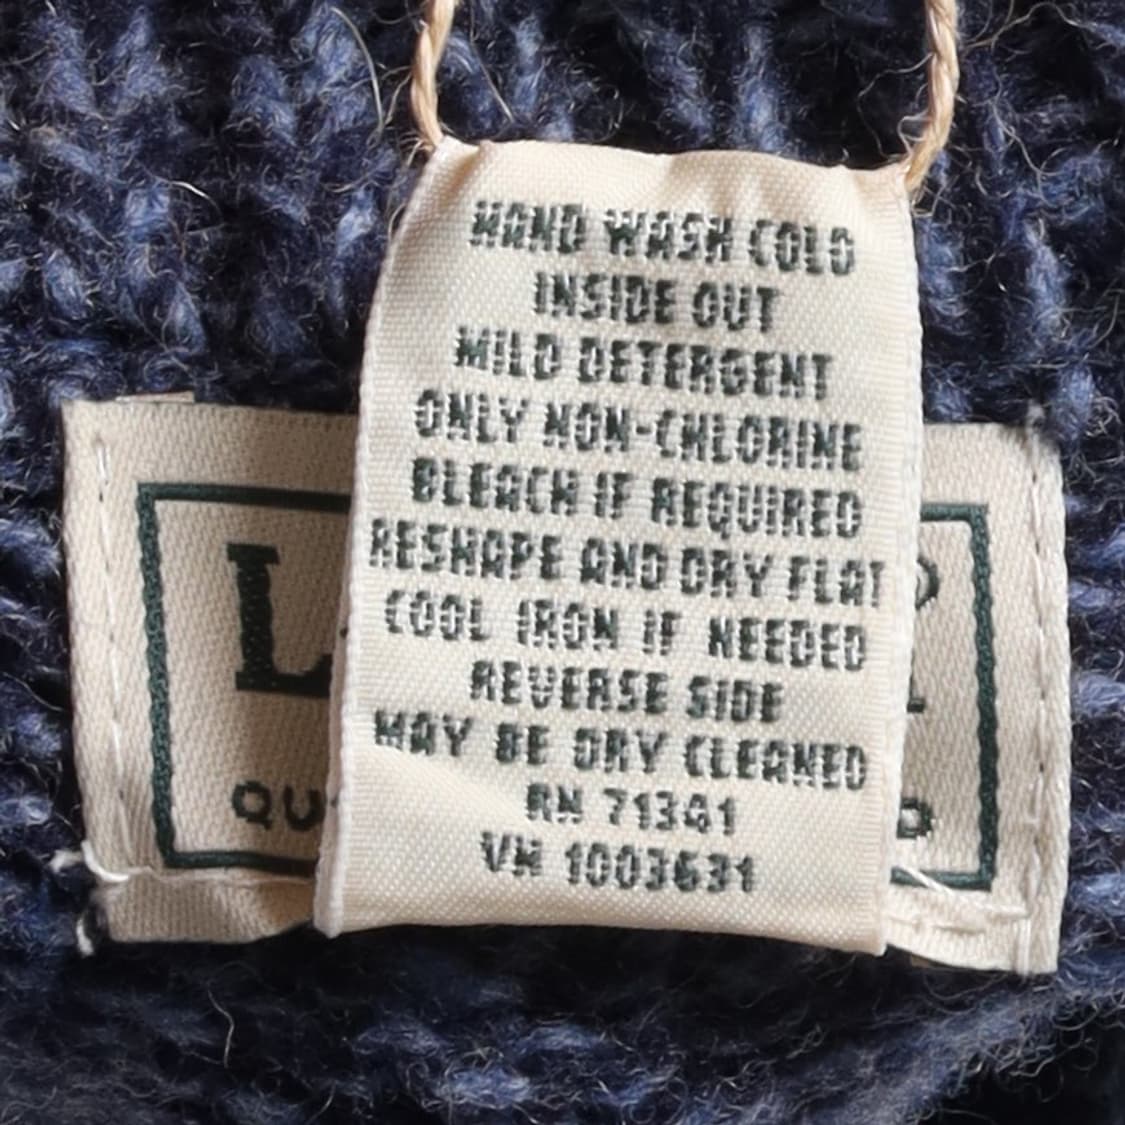 HAND WASH COLD
INSIDE OUT
MILD DETERGENT
ONLY NON-CHLORINE
BLEACH IF REQUIRED
RESHAPE AND DRY FLAT
COOL IRON IF NEEDED
REVERSE SIDE
MAY BE DRY CLEANED
RN 71341
VN 1003631